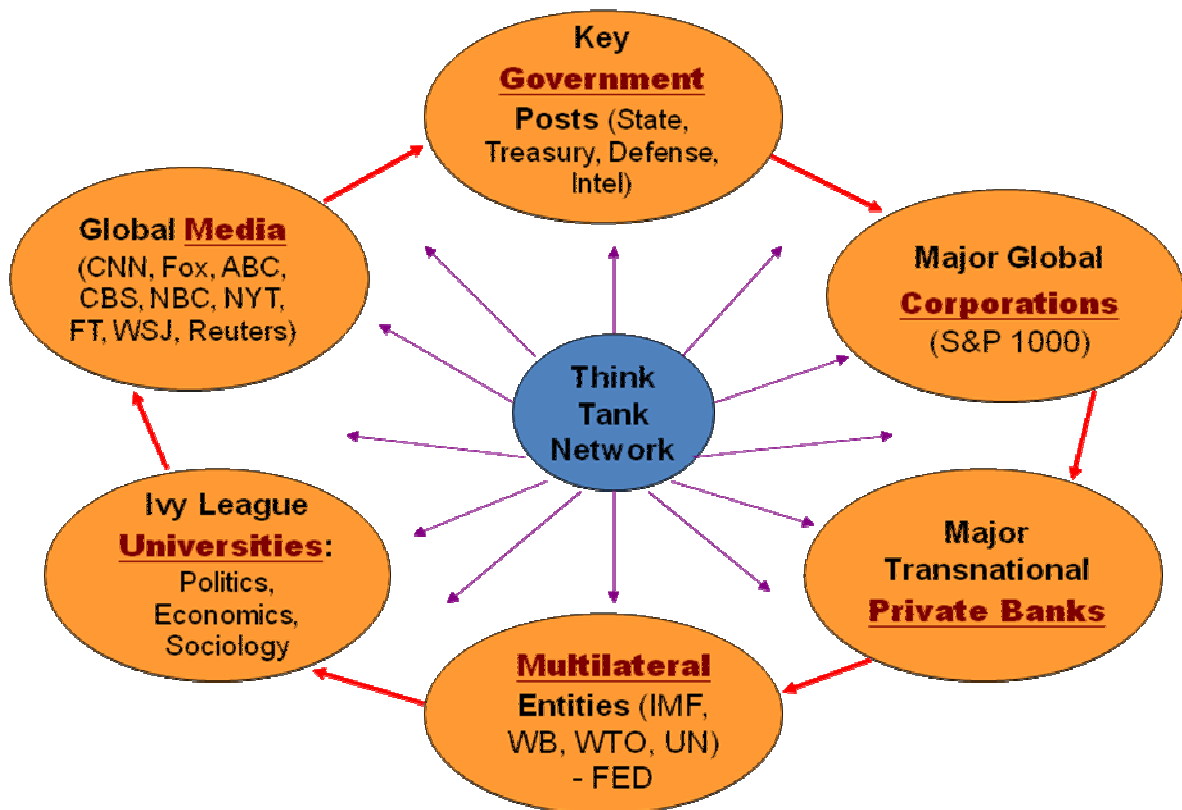 Key
Government
Posts (State,
Treasury, Defense,
Intel)
Global Media
(CNN, Fox, ABC,
CBS, NBC, NYT,
FT, WSJ, Reuters)
Major Global
Corporations
(S&P 1000)
Think
Tank
Network
Ivy League
Universities:
Politics,
Economics,
Sociology
Major
Transnational
Private Banks
Multilateral
Entities (IMF,
WB, WTO, UN)
- FED